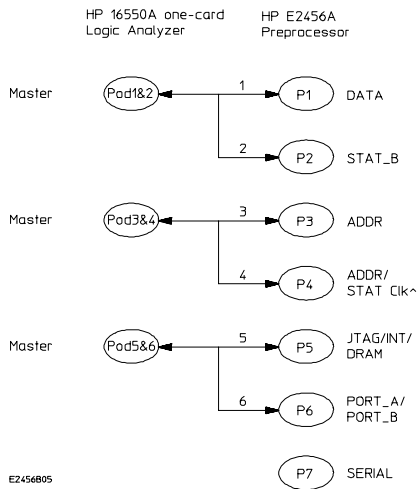 HP 16550A one-card
Logic Analyzer
HP E2456A
Preprocessor
Master
Pod1&2
1
P1
DATA
2
P2
STAT_B
Master
Pod3&4
3
P3
ADDR
4
P4
ADDR/
STAT Clk^
Master
Pod5&6
5
P5
JTAG/INT/
DRAM
6
P6
PORT_A/
PORT_B
P7
SERIAL
E2456B05